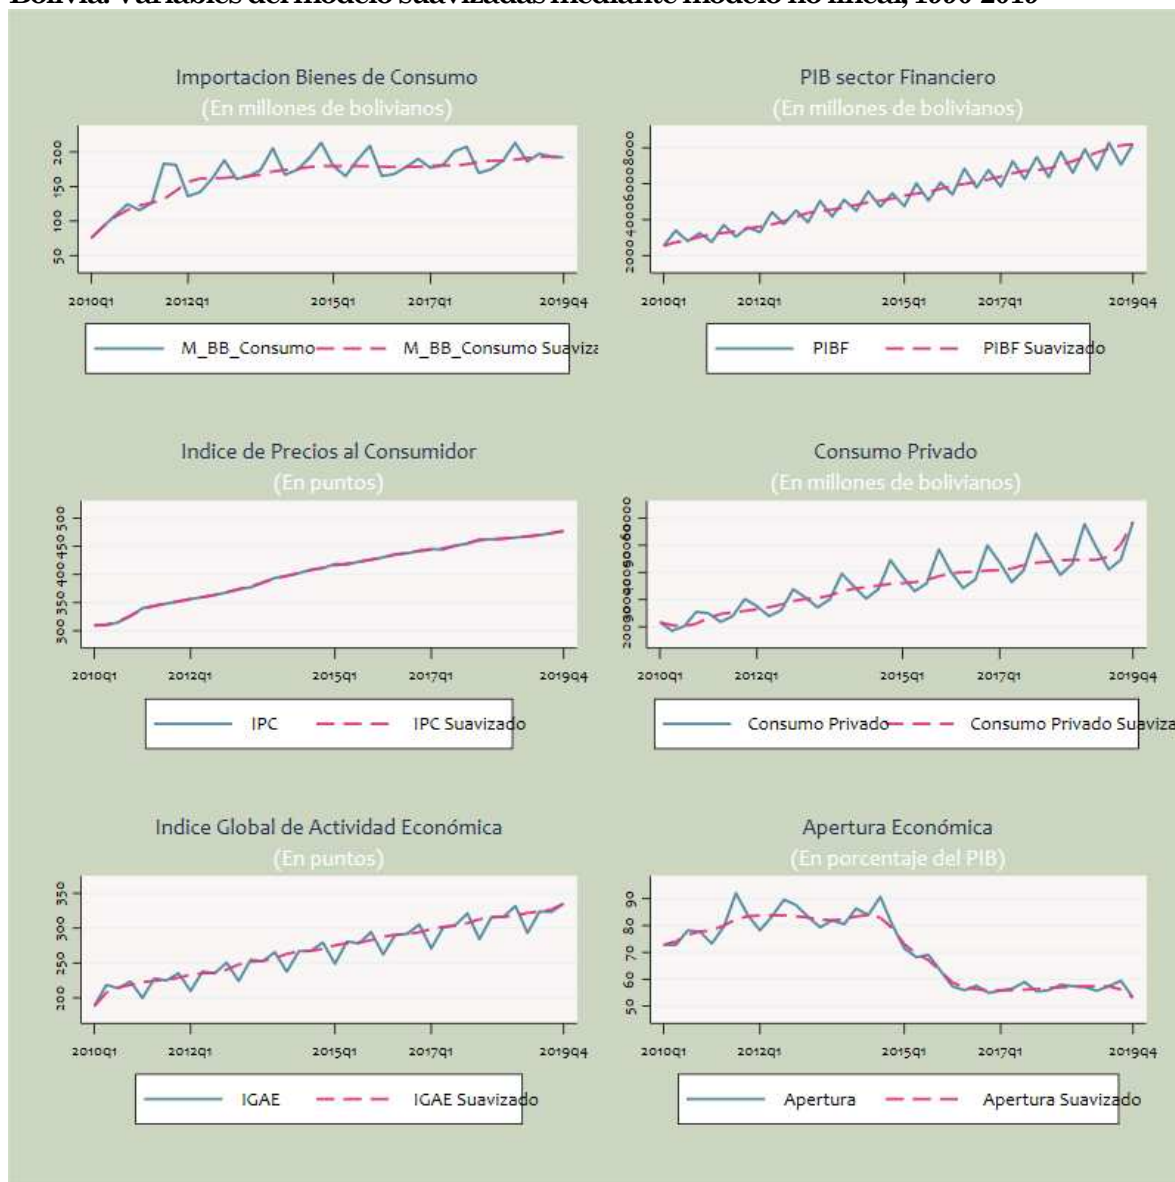 Bolivia: Variables del modelo suavizadas mediante modelo no lineal, 1990-2019
Importacion Bienes de Consumo
(En millones de bolivianos)
200
150
100
50
2010q1 2012q1 2015q1 2017q1 2019q4
M_BB_Consumo M_BB_Consumo Suaviza
PIB sector Financiero
(En millones de bolivianos)
8000
6000
4000
2000
2010q1 2012q1 2015q1 2017q1 2019q4
PIBF PIBF Suavizado
Indice de Precios al Consumidor
(En puntos)
500
450
400
350
300
2010q1 2012q1 2015q1 2017q1 2019q4
IPC IPC Suavizado
Consumo Privado
(En millones de bolivianos)
2010q1 2012q1 2015q1 2017q1 2019q4
Consumo Privado Consumo Privado Suaviza
Indice Global de Actividad Económica
(En puntos)
350
300
250
200
2010q1 2012q1 2015q1 2017q1 2019q4
IGAE IGAE Suavizado
Apertura Económica
(En porcentaje del PIB)
90
80
70
60
50
2010q1 2012q1 2015q1 2017q1 2019q4
Apertura Apertura Suavizado